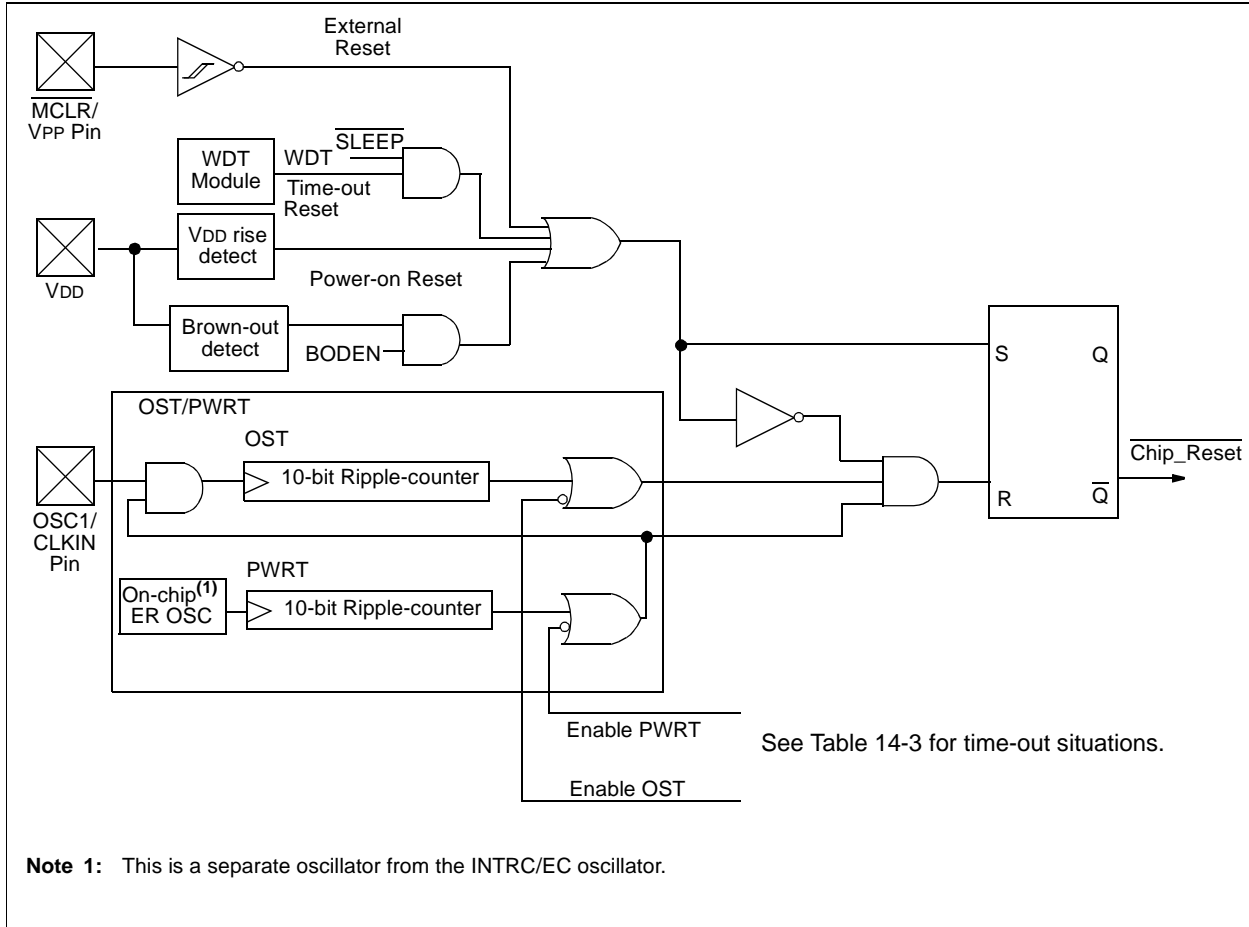 External
Reset
MCLR/
VPP Pin
SLEEP
WDT
Module
WDT
Time-out
Reset
VDD
VDD rise
detect
Power-on Reset
Brown-out
detect
BODEN
OST/PWRT
OST
10-bit Ripple-counter
OSC1/
CLKIN
Pin
PWRT
On-chip(1)
ER OSC
10-bit Ripple-counter
S
Q
R
Q
Chip_Reset
Enable PWRT
See Table 14-3 for time-out situations.
Enable OST
Note 1: This is a separate oscillator from the INTRC/EC oscillator.